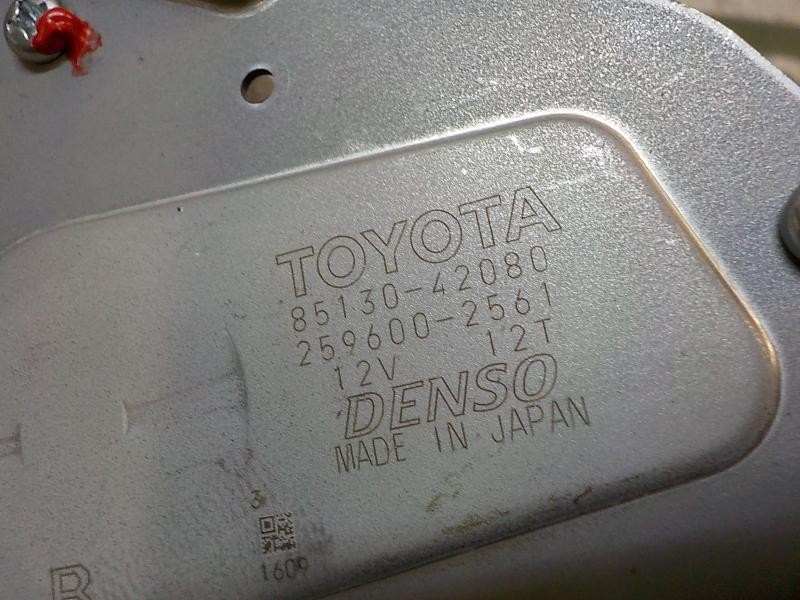 TOYOTA
85130-42080
259600-2561
12V 12T
DENSO
MADE IN JAPAN
3
1609
R